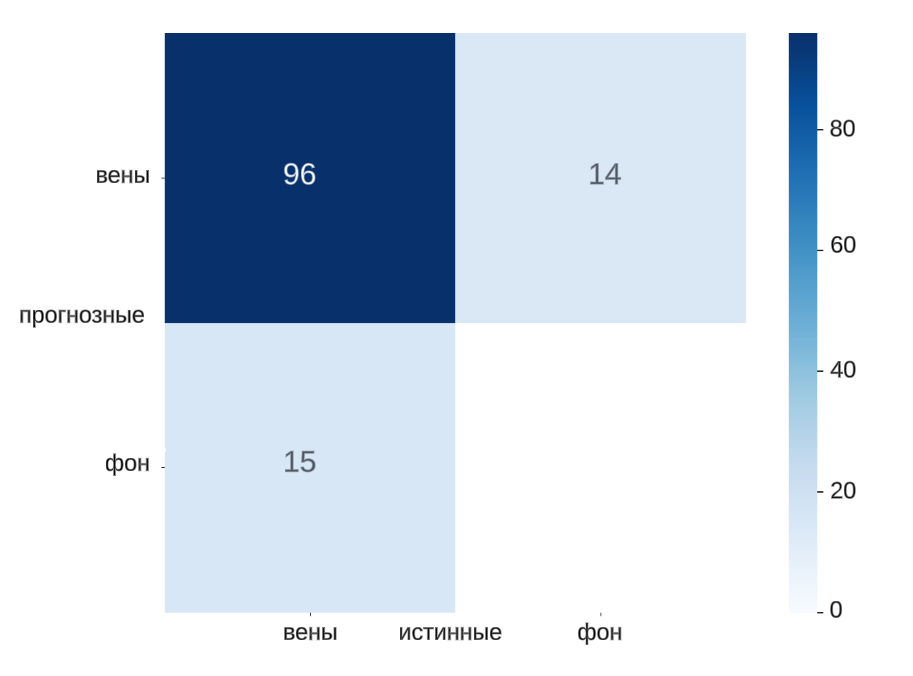 80
вены
96
14
60
прогнозные
40
фон
15
20
0
вены
истинные
фон